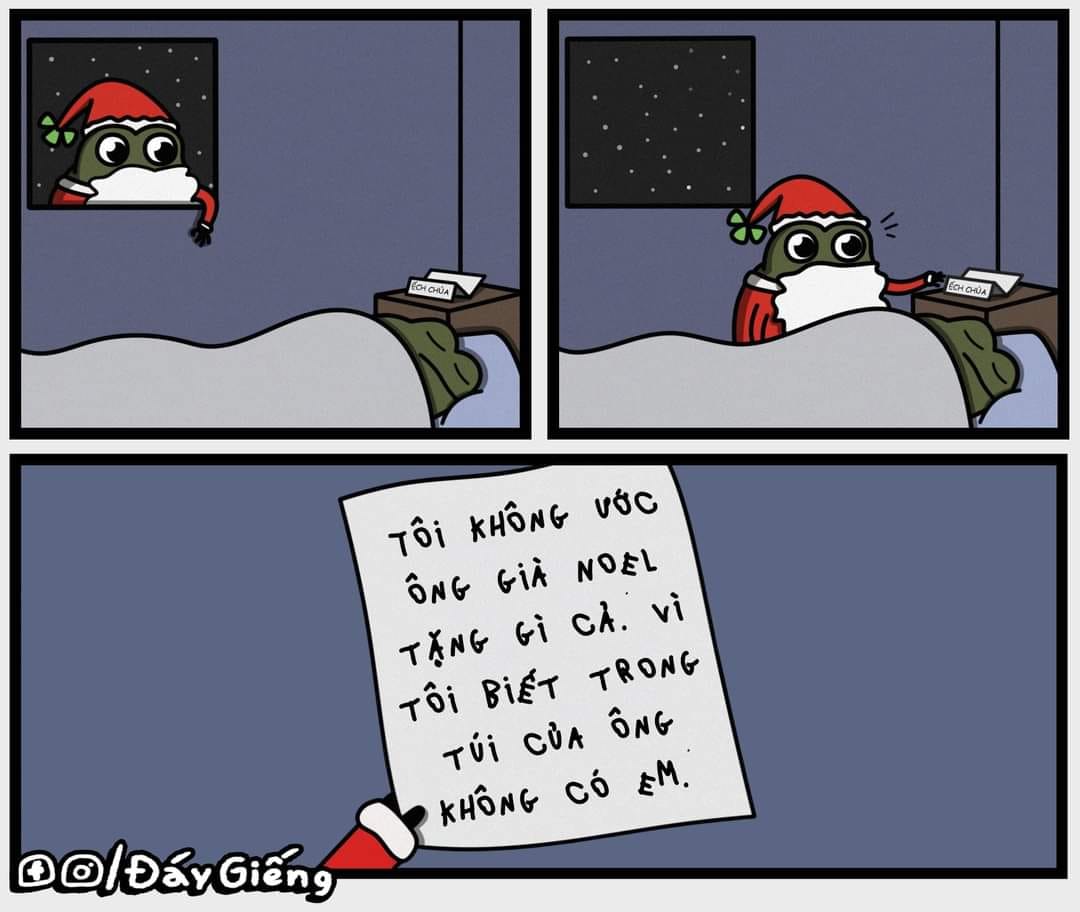 ẾCH CHÚA
ẾCH CHÚA
TÔI KHÔNG ƯỚC
ÔNG GIÀ NOEL
TẶNG GÌ CẢ. VÌ
TÔI BIẾT TRONG
TÚI CỦA ÔNG
KHÔNG CÓ EM.
/ĐáyGiếng